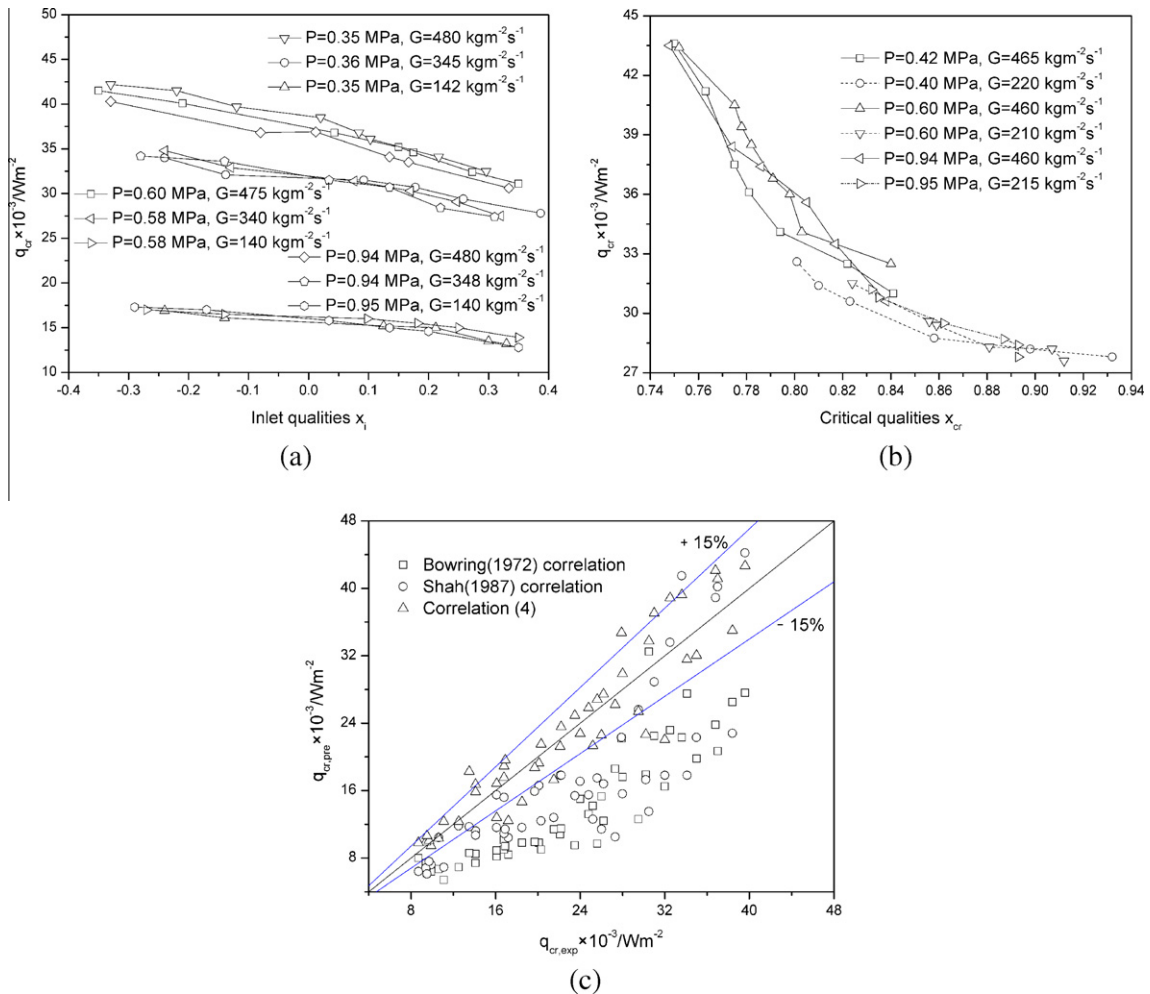 (a)
P=0.35 MPa, G=480 kgm⁻²s⁻¹
P=0.36 MPa, G=345 kgm⁻²s⁻¹
P=0.35 MPa, G=142 kgm⁻²s⁻¹
P=0.60 MPa, G=475 kgm⁻²s⁻¹
P=0.58 MPa, G=340 kgm⁻²s⁻¹
P=0.58 MPa, G=140 kgm⁻²s⁻¹
P=0.94 MPa, G=480 kgm⁻²s⁻¹
P=0.94 MPa, G=348 kgm⁻²s⁻¹
P=0.95 MPa, G=140 kgm⁻²s⁻¹
q_cr×10⁻³/Wm⁻²
50
45
40
35
30
25
20
15
10
-0.4 -0.3 -0.2 -0.1 0.0 0.1 0.2 0.3 0.4
Inlet qualities x_i
(b)
P=0.42 MPa, G=465 kgm⁻²s⁻¹
P=0.40 MPa, G=220 kgm⁻²s⁻¹
P=0.60 MPa, G=460 kgm⁻²s⁻¹
P=0.60 MPa, G=210 kgm⁻²s⁻¹
P=0.94 MPa, G=460 kgm⁻²s⁻¹
P=0.95 MPa, G=215 kgm⁻²s⁻¹
q_cr×10⁻³/Wm⁻²
45
42
39
36
33
30
27
0.74 0.76 0.78 0.80 0.82 0.84 0.86 0.88 0.90 0.92 0.94
Critical qualities x_cr
(c)
Bowring(1972) correlation
Shah(1987) correlation
Correlation (4)
+ 15%
- 15%
q_cr,pre ×10⁻³/Wm⁻²
48
40
32
24
16
8
8 16 24 32 40 48
q_cr,exp×10⁻³/Wm⁻²